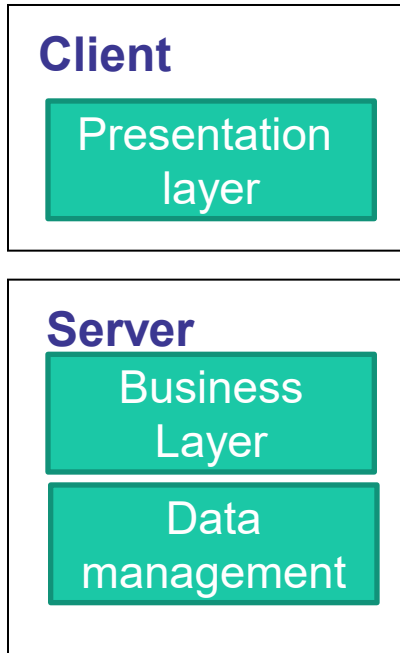 Client
Presentation
layer
Server
Business
Layer
Data
management